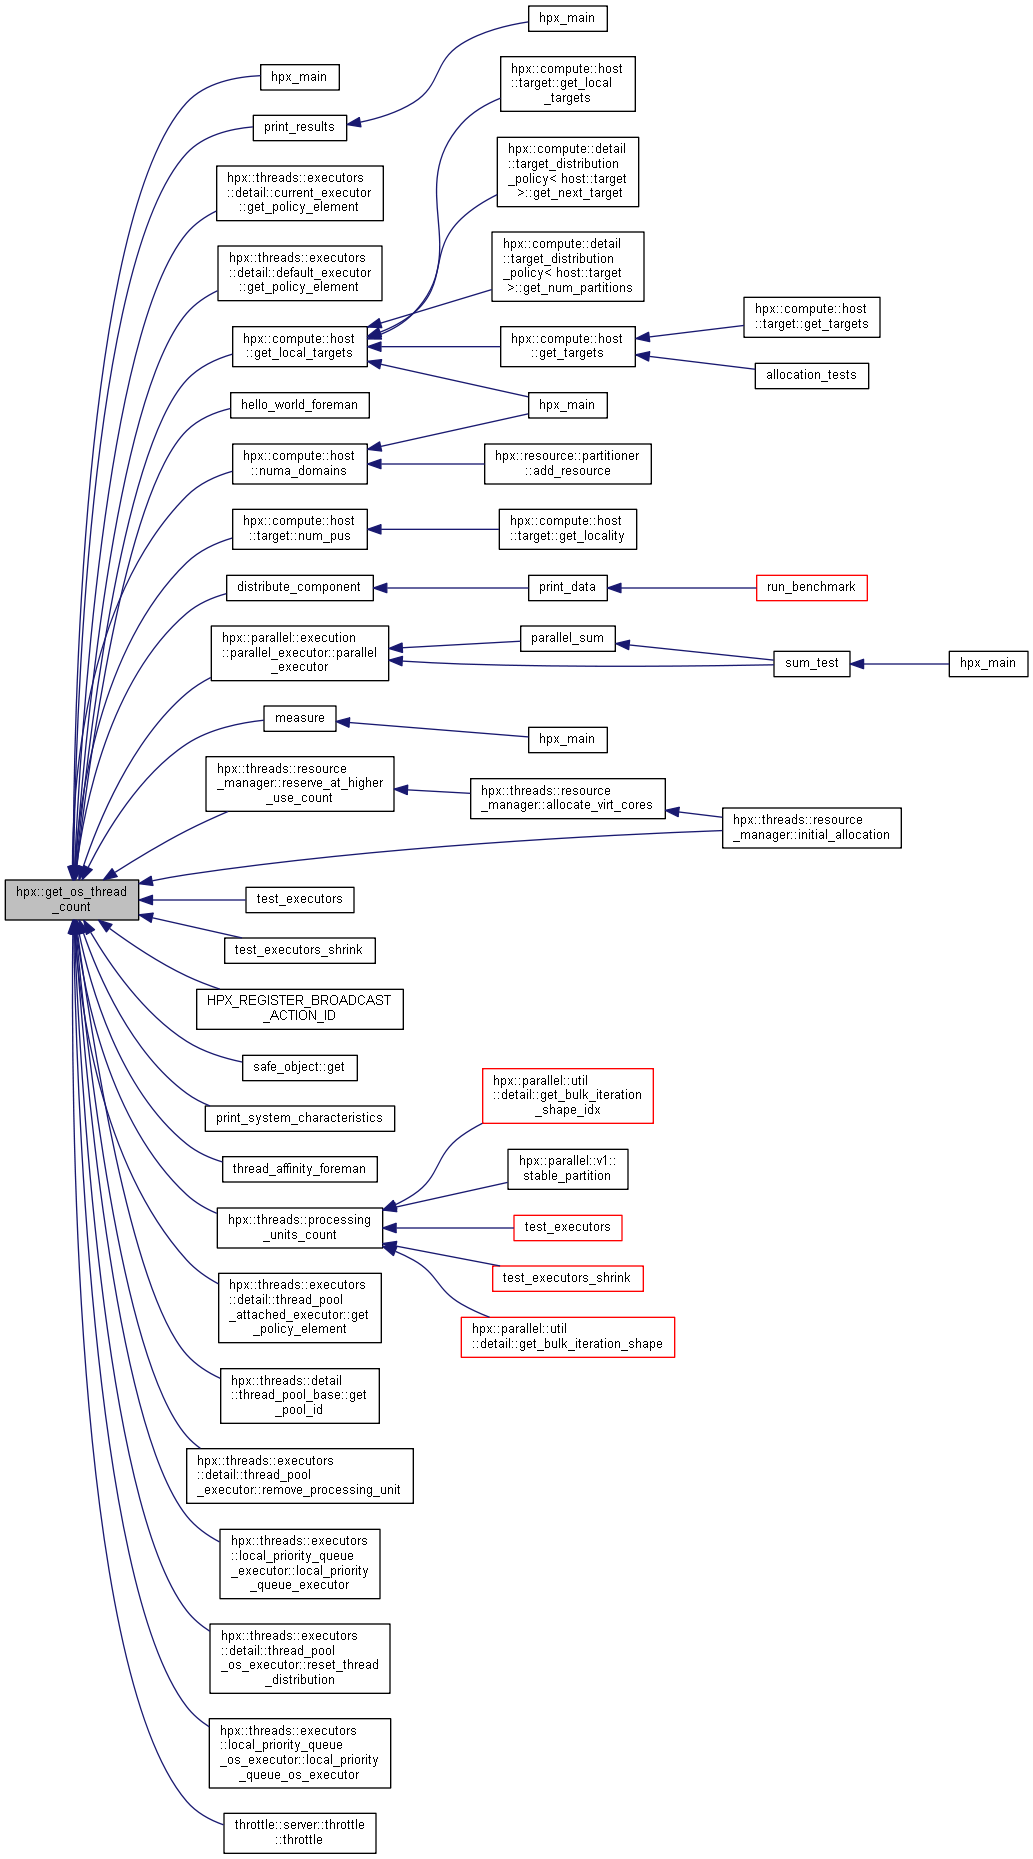 hpx_main
hpx::compute::host
::target::get_local
_targets
hpx_main
print_results
hpx::compute::detail
::target_distribution
_policy< host::target
>::get_next_target
hpx::threads::executors
::detail::current_executor
::get_policy_element
hpx::compute::detail
::target_distribution
_policy< host::target
>::get_num_partitions
hpx::threads::executors
::detail::default_executor
::get_policy_element
hpx::compute::host
::target::get_targets
hpx::compute::host
::get_local_targets
hpx::compute::host
::get_targets
allocation_tests
hello_world_foreman
hpx_main
hpx::compute::host
::numa_domains
hpx::resource::partitioner
::add_resource
hpx::compute::host
::target::num_pus
hpx::compute::host
::target::get_locality
distribute_component
print_data
run_benchmark
hpx::parallel::execution
::parallel_executor::parallel
_executor
parallel_sum
sum_test
hpx_main
measure
hpx_main
hpx::threads::resource
_manager::reserve_at_higher
_use_count
hpx::threads::resource
_manager::allocate_virt_cores
hpx::threads::resource
_manager::initial_allocation
hpx::get_os_thread
_count
test_executors
test_executors_shrink
HPX_REGISTER_BROADCAST
_ACTION_ID
safe_object::get
print_system_characteristics
thread_affinity_foreman
hpx::parallel::util
::detail::get_bulk_iteration
_shape_idx
hpx::parallel::v1::
stable_partition
hpx::threads::processing
_units_count
test_executors
test_executors_shrink
hpx::parallel::util
::detail::get_bulk_iteration_shape
hpx::threads::executors
::detail::thread_pool
_attached_executor::get
_policy_element
hpx::threads::detail
::thread_pool_base::get
_pool_id
hpx::threads::executors
::detail::thread_pool
_executor::remove_processing_unit
hpx::threads::executors
::local_priority_queue
_executor::local_priority
_queue_executor
hpx::threads::executors
::detail::thread_pool
_os_executor::reset_thread
_distribution
hpx::threads::executors
::local_priority_queue
_os_executor::local_priority
_queue_os_executor
throttle::server::throttle
::throttle